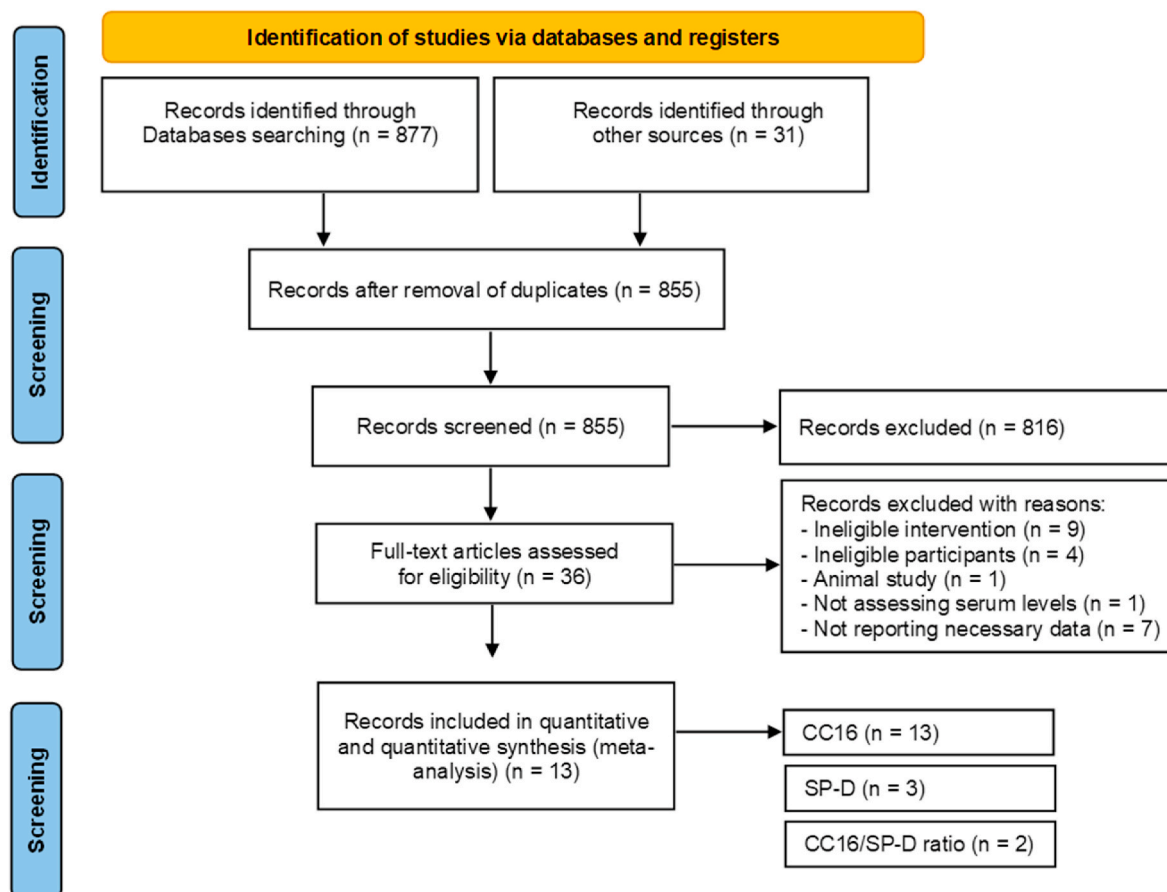 Identification of studies via databases and registers
Identification
Records identified through
Databases searching (n = 877)
Records identified through
other sources (n = 31)
Screening
Records after removal of duplicates (n = 855)
Records screened (n = 855)
Records excluded (n = 816)
Screening
Full-text articles assessed
for eligibility (n = 36)
Records excluded with reasons:
- Ineligible intervention (n = 9)
- Ineligible participants (n = 4)
- Animal study (n = 1)
- Not assessing serum levels (n = 1)
- Not reporting necessary data (n = 7)
Screening
Records included in quantitative
and quantitative synthesis (meta-
analysis) (n = 13)
CC16 (n = 13)
SP-D (n = 3)
CC16/SP-D ratio (n = 2)